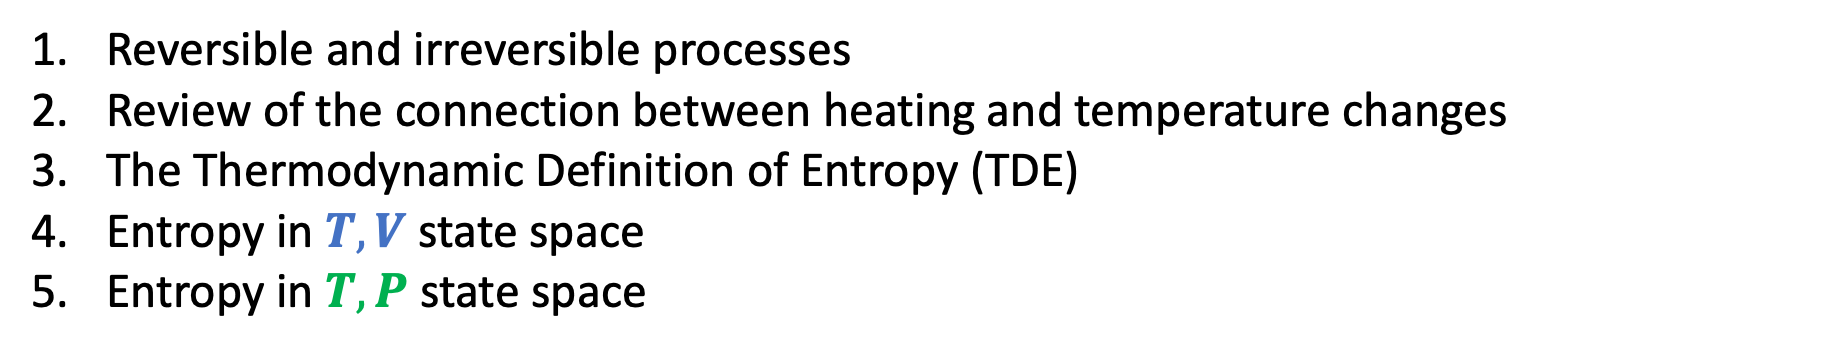 1. Reversible and irreversible processes
2. Review of the connection between heating and temperature changes
3. The Thermodynamic Definition of Entropy (TDE)
4. Entropy in T, V state space
5. Entropy in T, P state space